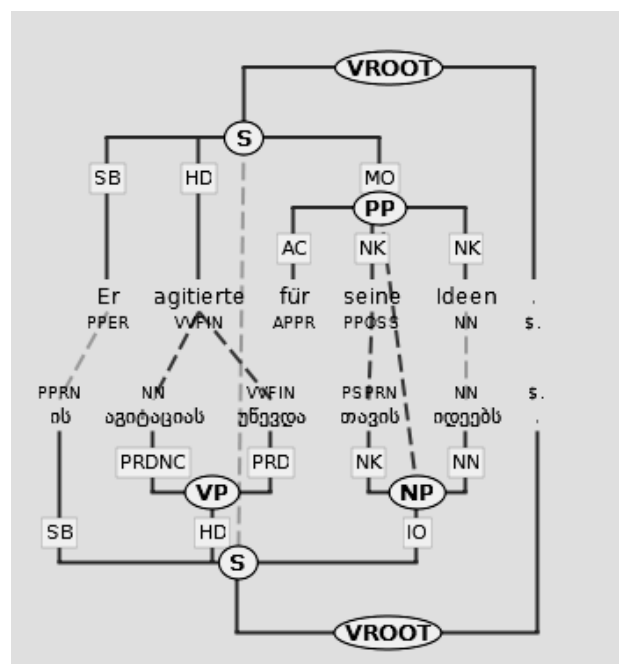 VROOT
S
SB HD MO
PP
AC NK NK
Er agitierte für seine Ideen .
PPER VVFIN APPR PPOSS NN $.
PPRN NN VVFIN PSPRN NN $.
ის აგიტაციას უწევდა თავის იდეებს .
PRDNC PRD NK NN
VP NP
SB HD IO
S
VROOT